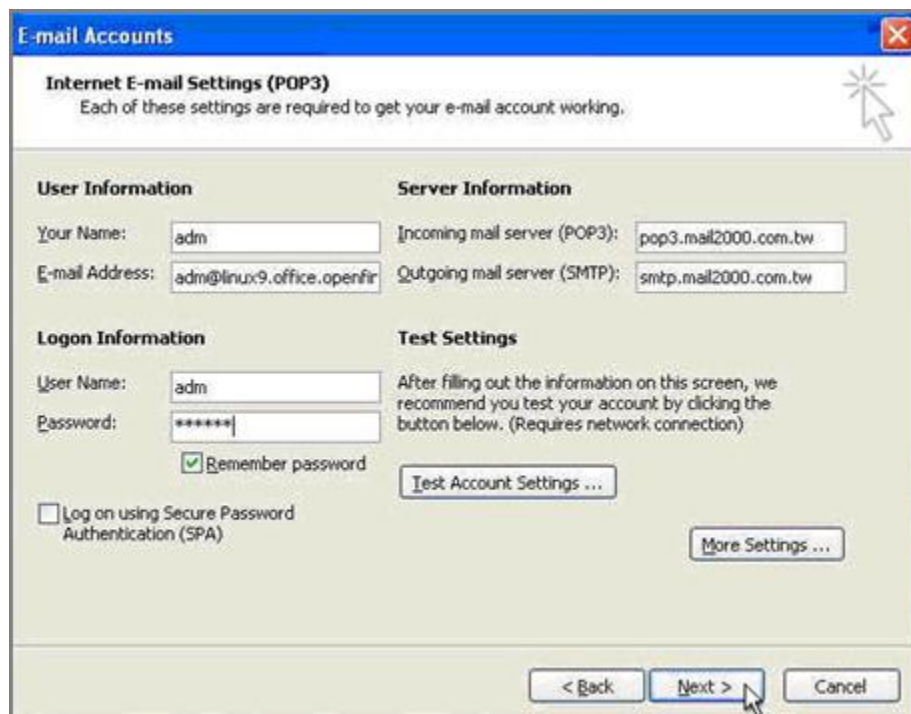 E-mail Accounts
Internet E-mail Settings (POP3)
Each of these settings are required to get your e-mail account working.
User Information
Your Name: adm
E-mail Address: adm@linux9.office.openfir
Logon Information
User Name: adm
Password: ******
Remember password
Log on using Secure Password
Authentication (SPA)
Server Information
Incoming mail server (POP3): pop3.mail2000.com.tw
Outgoing mail server (SMTP): smtp.mail2000.com.tw
Test Settings
After filling out the information on this screen, we
recommend you test your account by clicking the
button below. (Requires network connection)
Test Account Settings ...
More Settings ...
< Back
Next >
Cancel